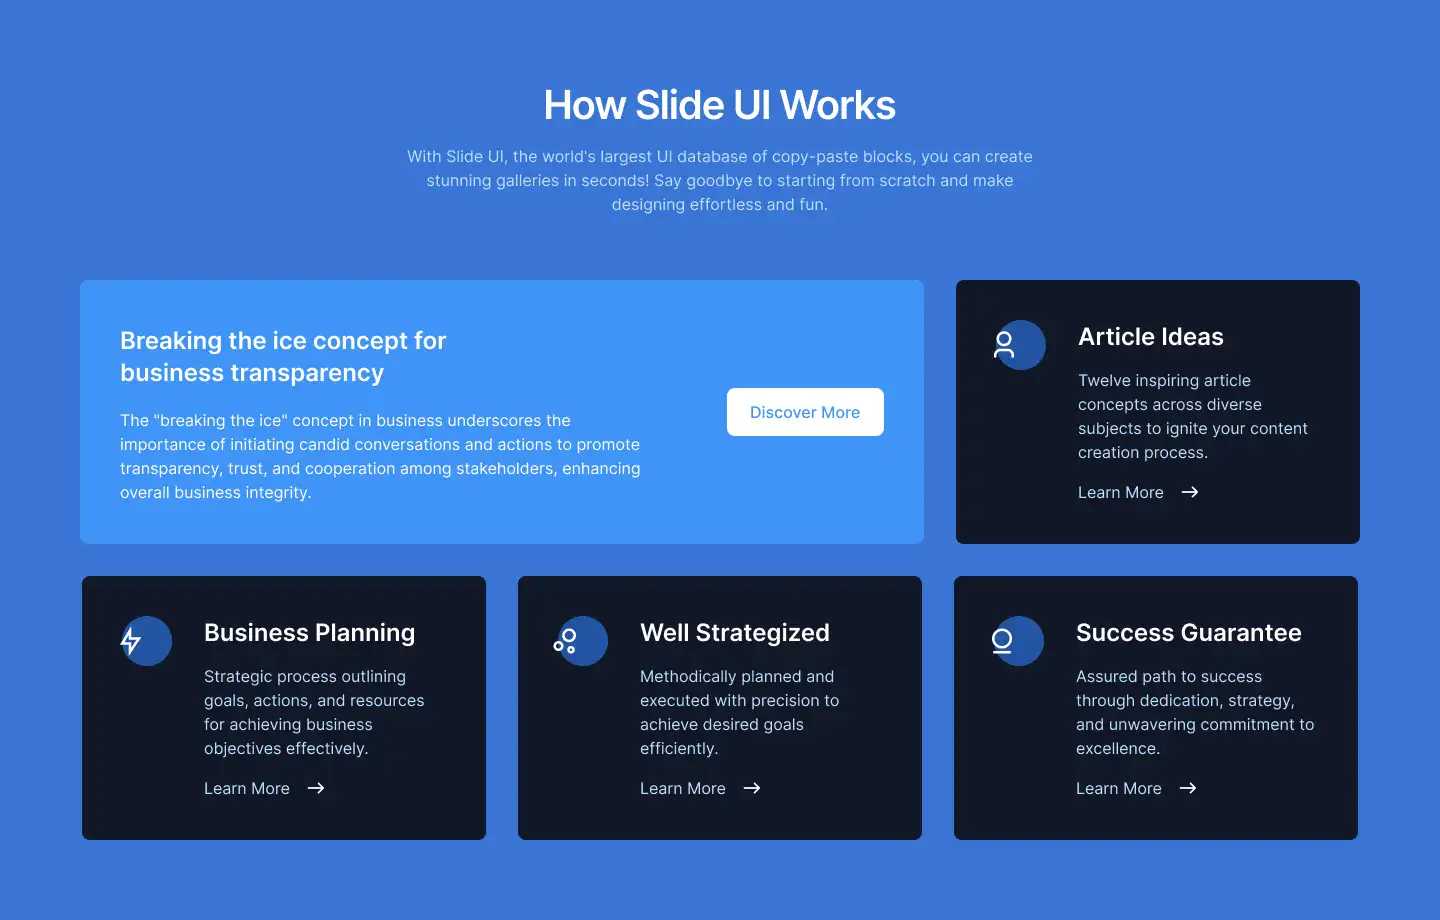 How Slide UI Works
With Slide UI, the world's largest UI database of copy-paste blocks, you can create
stunning galleries in seconds! Say goodbye to starting from scratch and make
designing effortless and fun.
Breaking the ice concept for
business transparency
The "breaking the ice" concept in business underscores the
importance of initiating candid conversations and actions to promote
transparency, trust, and cooperation among stakeholders, enhancing
overall business integrity.
Discover More
Article Ideas
Twelve inspiring article
concepts across diverse
subjects to ignite your content
creation process.
Learn More
Business Planning
Strategic process outlining
goals, actions, and resources
for achieving business
objectives effectively.
Learn More
Well Strategized
Methodically planned and
executed with precision to
achieve desired goals
efficiently.
Learn More
Success Guarantee
Assured path to success
through dedication, strategy,
and unwavering commitment to
excellence.
Learn More